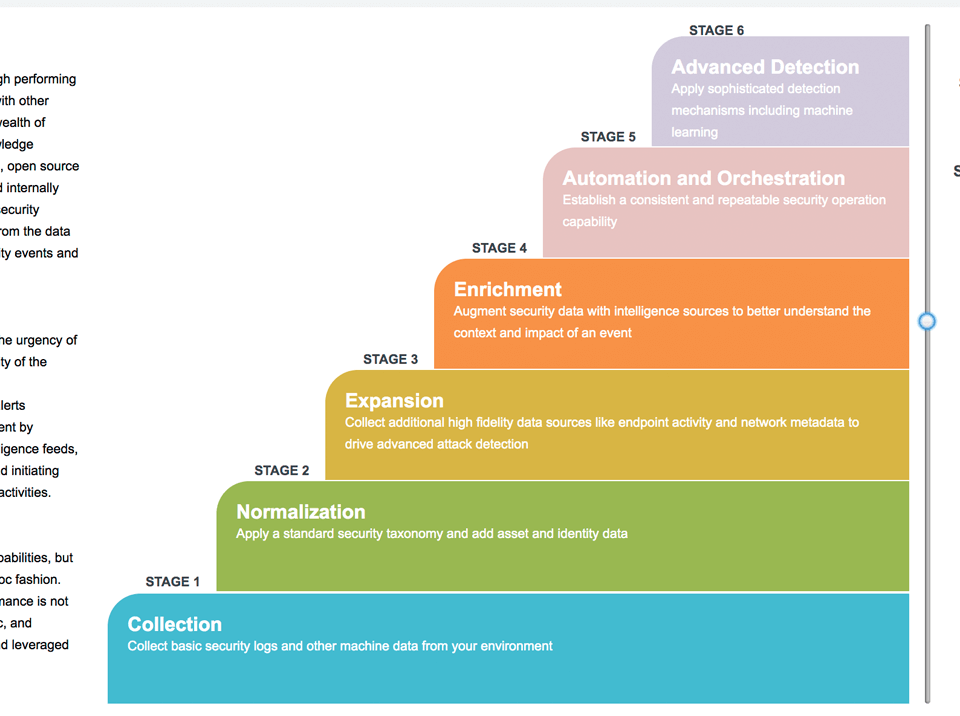 gh performing
ith other
ealth of
ledge
, open source
internally
ecurity
rom the data
ity events and
he urgency of
ty of the
lerts
ent by
ligence feeds,
d initiating
activities.
abilities, but
oc fashion.
mance is not
c, and
d leveraged
STAGE 6
Advanced Detection
Apply sophisticated detection
mechanisms including machine
learning
STAGE 5
Automation and Orchestration
Establish a consistent and repeatable security operation
capability
STAGE 4
Enrichment
Augment security data with intelligence sources to better understand the
context and impact of an event
STAGE 3
Expansion
Collect additional high fidelity data sources like endpoint activity and network metadata to
drive advanced attack detection
STAGE 2
Normalization
Apply a standard security taxonomy and add asset and identity data
STAGE 1
Collection
Collect basic security logs and other machine data from your environment